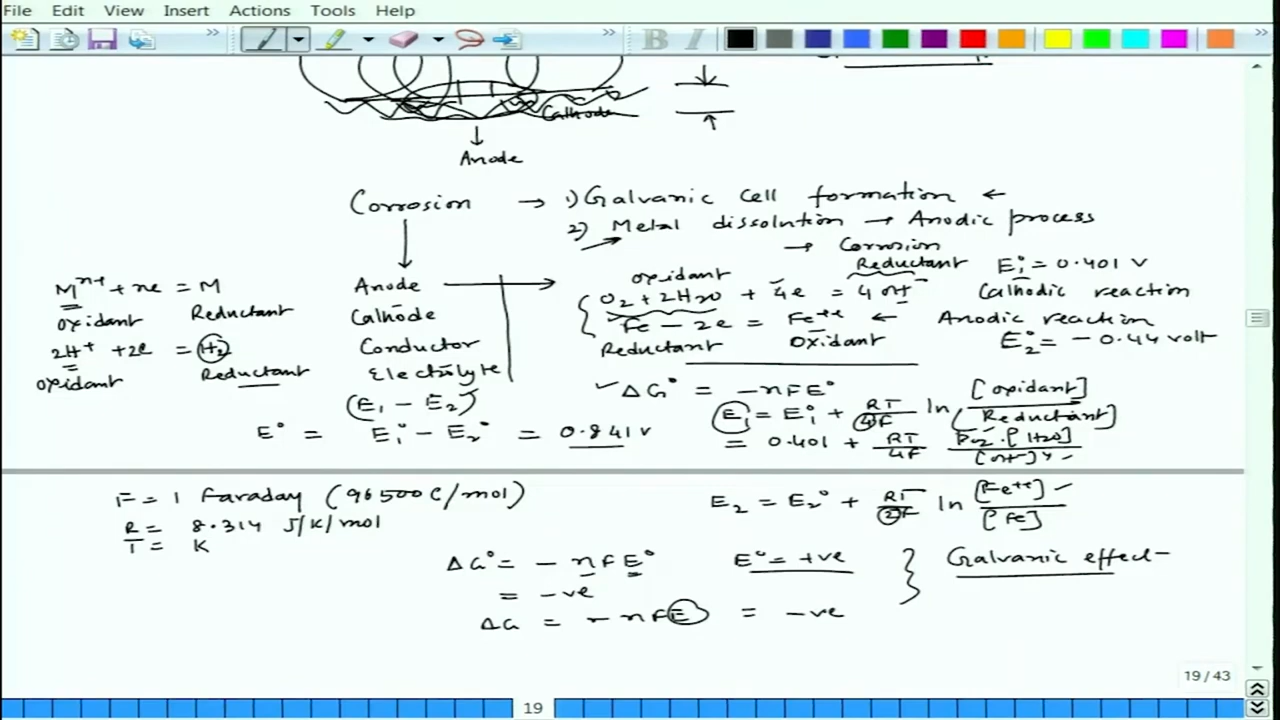 File Edit View Insert Actions Tools Help
B I
Cathode
Anode
Corrosion → 1) Galvanic cell formation ←
2) Metal dissolution → Anodic process
→ Corrosion
Mⁿ⁺ + ne = M
oxidant Reductant
2H⁺ + 2e = H₂
oxidant Reductant
Anode
Cathode
Conductor
Electrolyte
(E₁ - E₂)
E° = E₁° - E₂° = 0.841 V
oxidant Reductant E₁° = 0.401 V
O₂ + 2H₂O + 4e = 4OH⁻ Cathodic reaction
Fe - 2e = Fe⁺⁺ ← Anodic reaction
Reductant Oxidant E₂° = -0.44 volt
✓ ΔG° = -nFE°
E₁ = E₁° + RT/4F ln [oxidant]/[Reductant]
= 0.401 + RT/4F pO₂ · [H₂O]/[OH⁻]⁴
F = 1 Faraday (96500 C/mol)
R = 8.314 J/K/mol
T = K
E₂ = E₂° + RT/2F ln [Fe⁺⁺]/[Fe]
ΔG° = - nFE° E° = +ve } Galvanic effect
= -ve
ΔG = - nFE = -ve
19 / 43
19